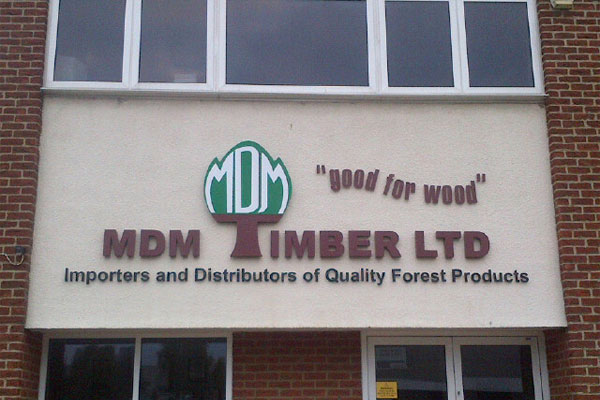 MDM
"good for wood"
MDM TIMBER LTD
Importers and Distributors of Quality Forest Products